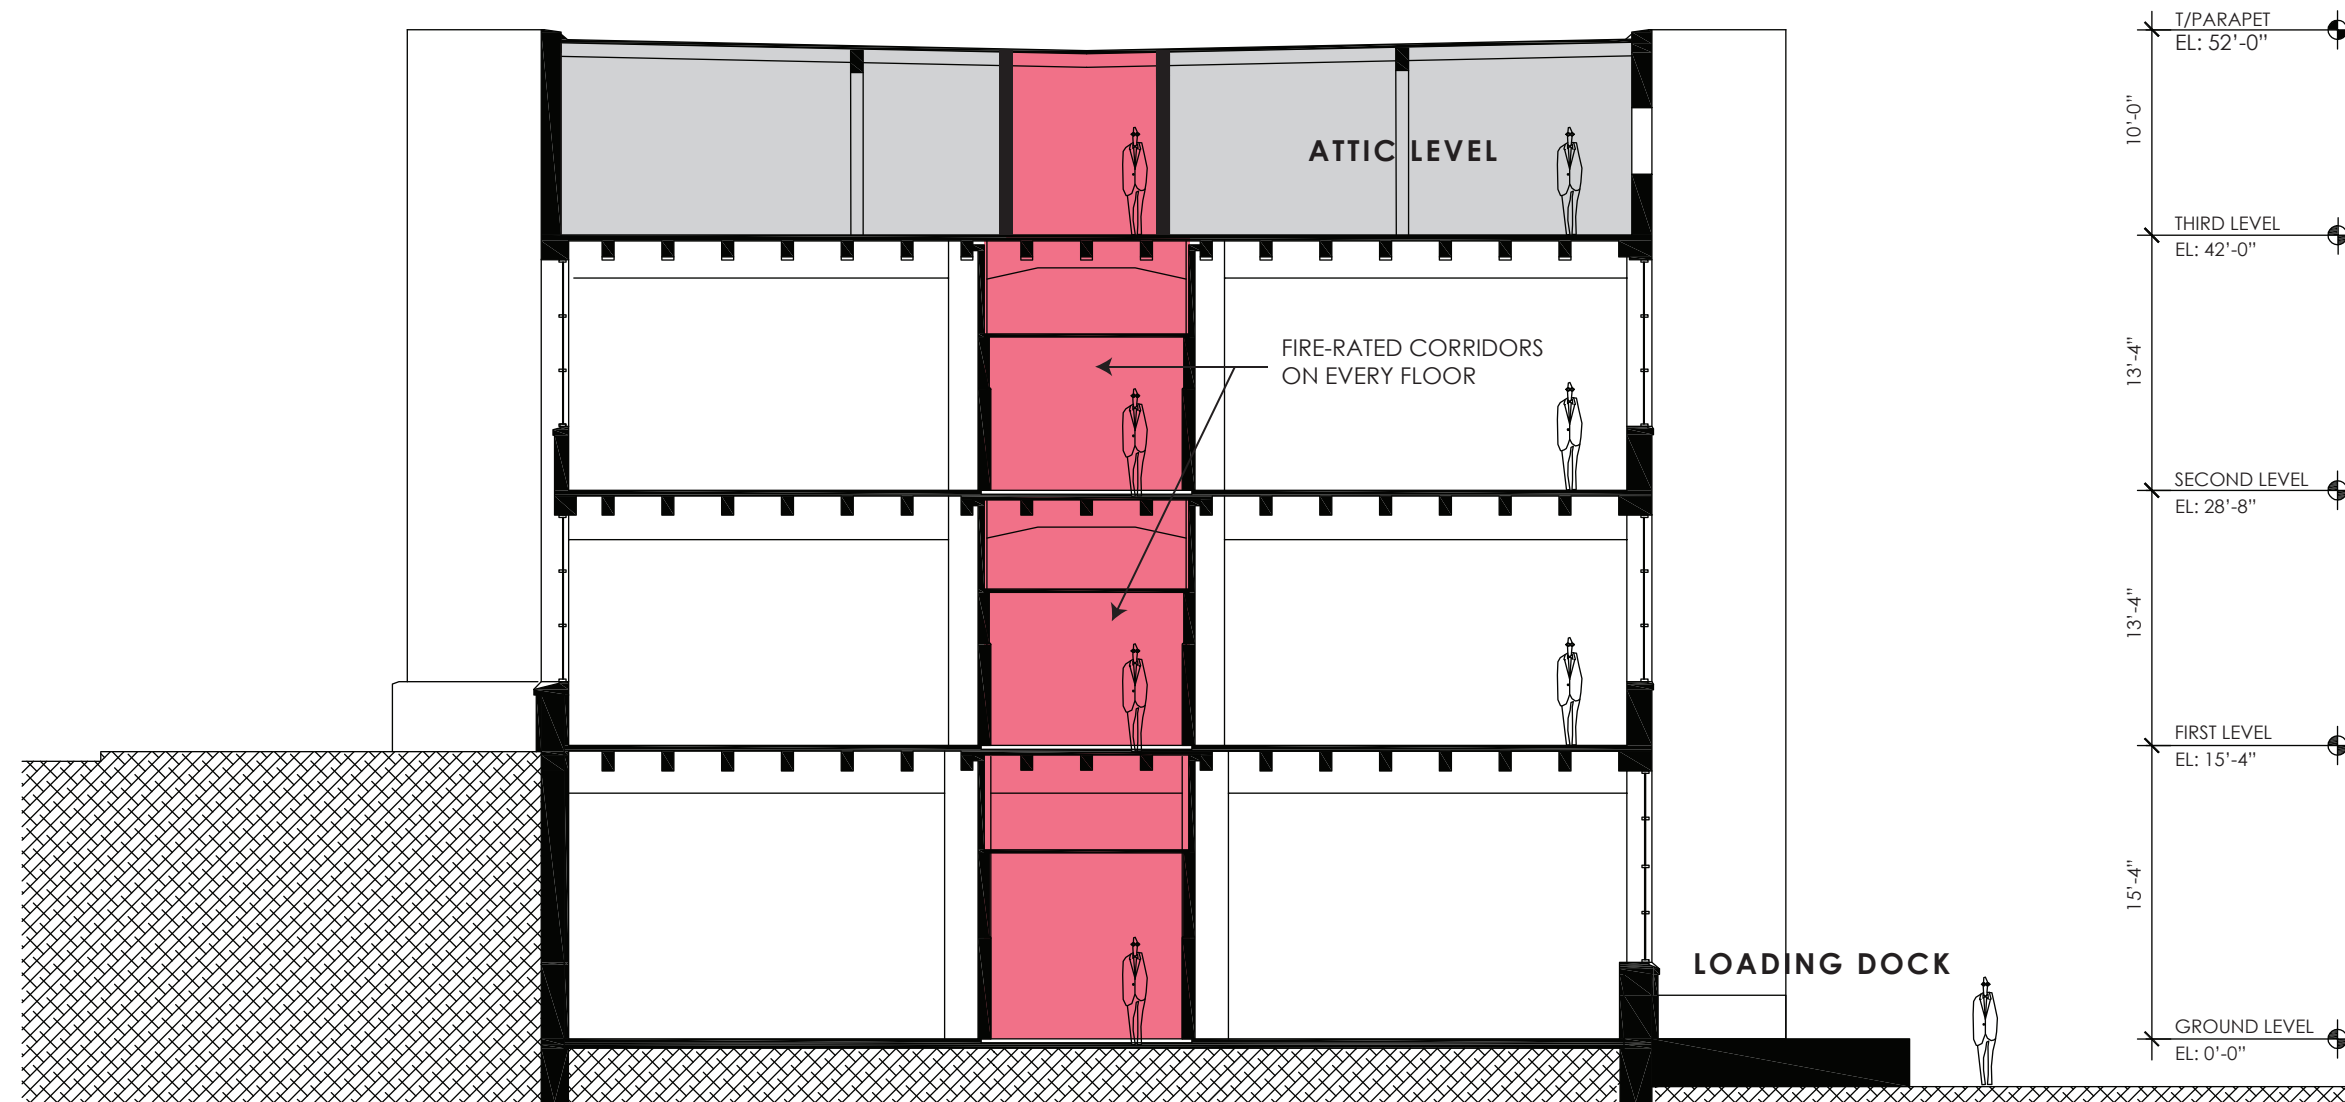 T/PARAPET
EL: 52'-0"
10'-0"
ATTIC LEVEL
THIRD LEVEL
EL: 42'-0"
FIRE-RATED CORRIDORS
ON EVERY FLOOR
13'-4"
SECOND LEVEL
EL: 28'-8"
13'-4"
FIRST LEVEL
EL: 15'-4"
15'-4"
LOADING DOCK
GROUND LEVEL
EL: 0'-0"